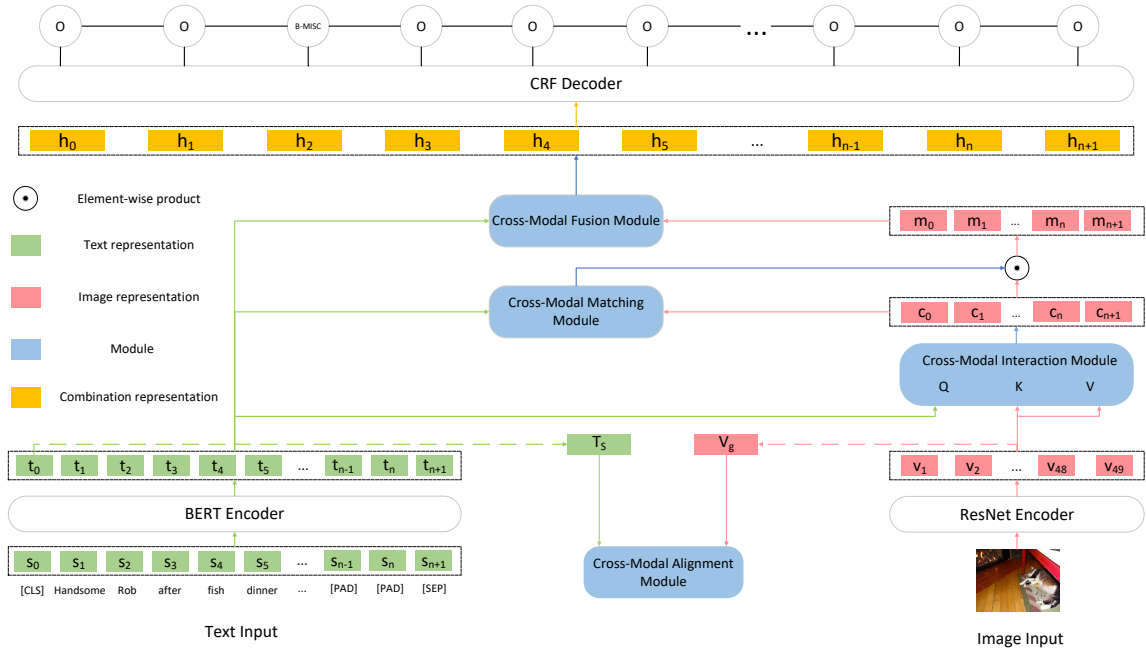 O O B-MISC O O O ... O O O
CRF Decoder
h0 h1 h2 h3 h4 h5 ... hn-1 hn hn+1
Element-wise product
Text representation
Image representation
Module
Combination representation
Cross-Modal Fusion Module
m0 m1 ... mn mn+1
Cross-Modal Matching
Module
c0 c1 ... cn cn+1
Cross-Modal Interaction Module
Q K V
TS Vg
t0 t1 t2 t3 t4 t5 ... tn-1 tn tn+1
BERT Encoder
s0 s1 s2 s3 s4 s5 ... sn-1 sn sn+1
[CLS] Handsome Rob after fish dinner ... [PAD] [PAD] [SEP]
Text Input
Cross-Modal Alignment
Module
v1 v2 ... v48 v49
ResNet Encoder
Image Input